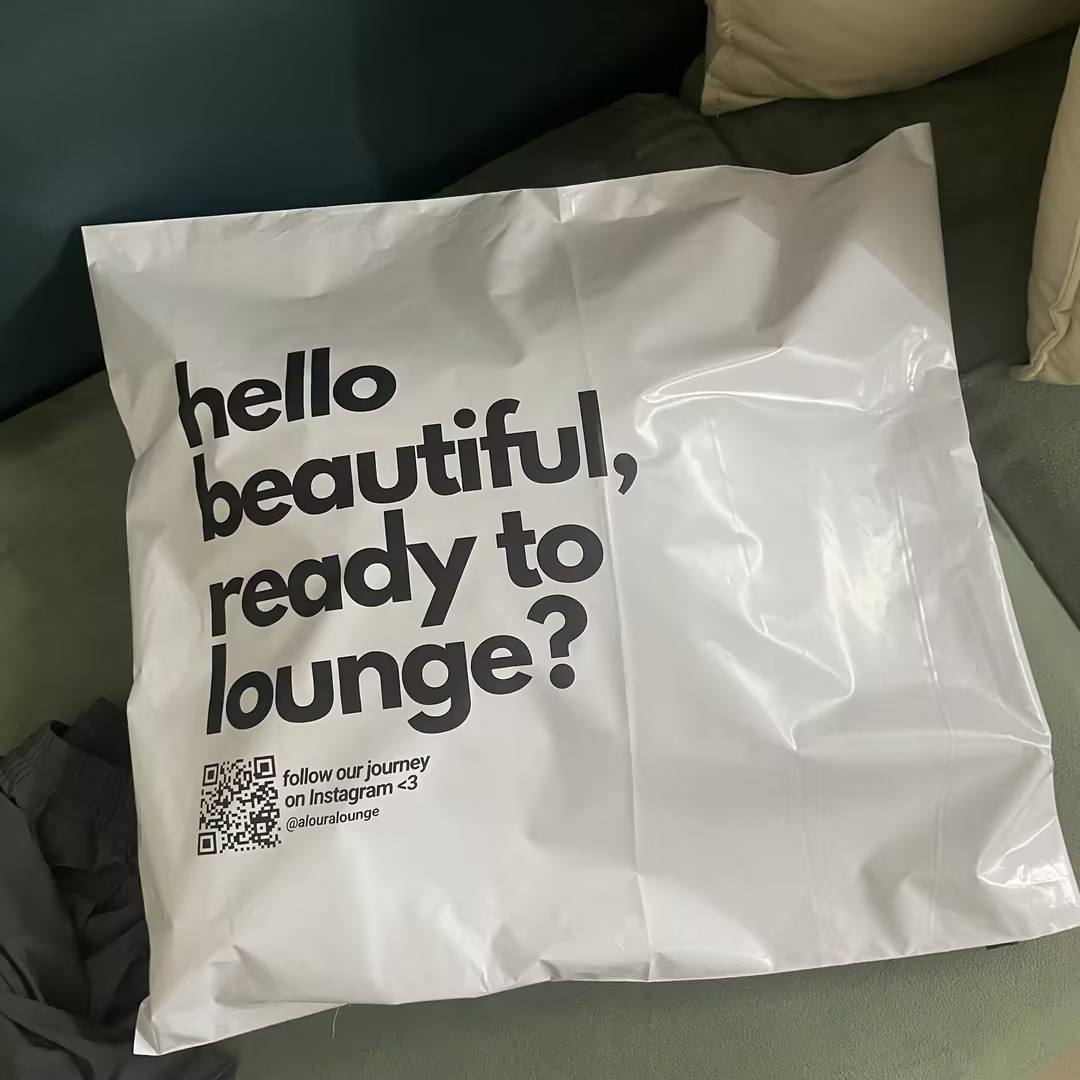 hello
beautiful,
ready to
lounge?
follow our journey
on Instagram <3
@alouralounge